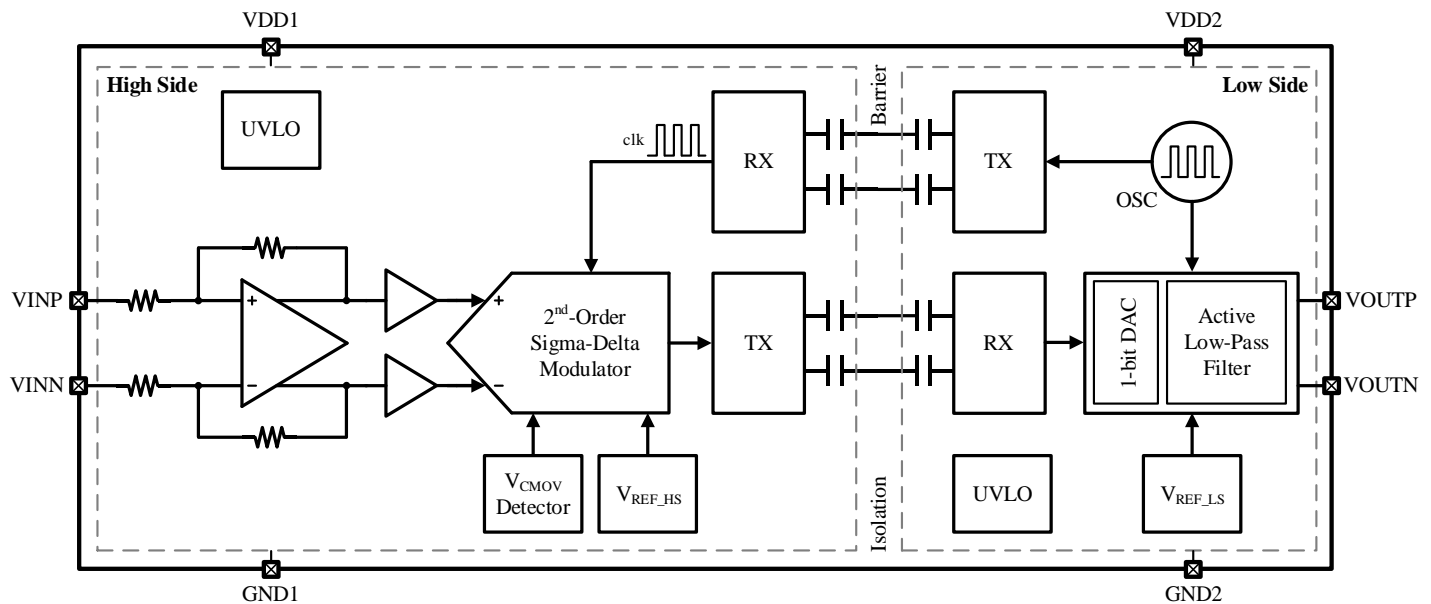 VDD1
VDD2
High Side
Barrier
Low Side
UVLO
clk
RX
TX
OSC
VINP
+
+
2nd-Order
Sigma-Delta
Modulator
TX
RX
1-bit DAC
Active
Low-Pass
Filter
VOUTP
VINN
−
−
VOUTN
VCMOV
Detector
VREF_HS
Isolation
UVLO
VREF_LS
GND1
GND2